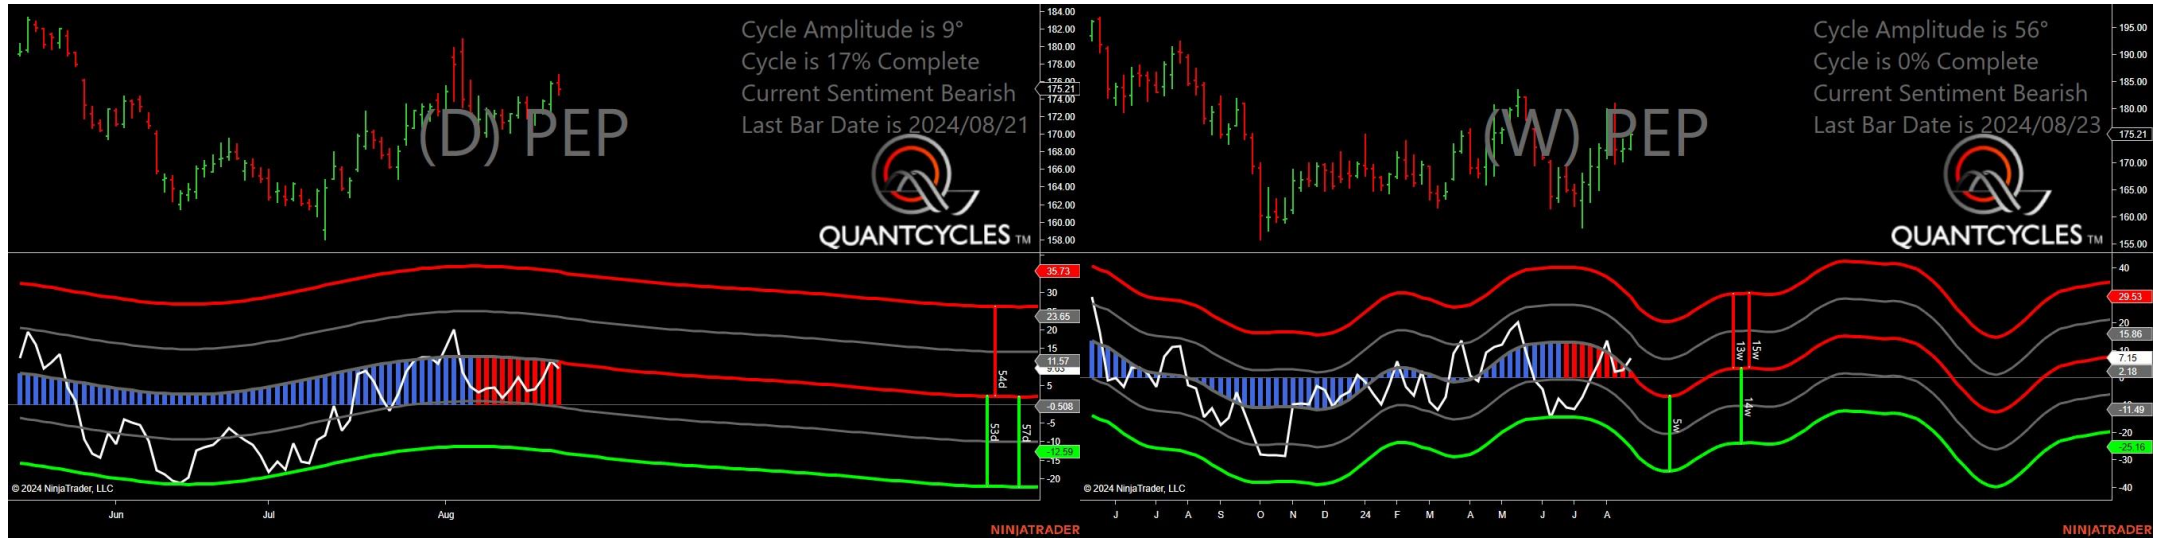 Cycle Amplitude is 9°
Cycle is 17% Complete
Current Sentiment Bearish
Last Bar Date is 2024/08/21
(D) PEP
QUANTCYCLES TM
184.00
182.00
180.00
178.00
176.00
175.21
174.00
172.00
170.00
168.00
166.00
164.00
162.00
160.00
158.00
35.73
30
23.65
20
15
11.57
5
-0.508
-5
-10
-12.59
-15
-20
54d
53d
57d
© 2024 NinjaTrader, LLC
Jun Jul Aug
NINJATRADER
Cycle Amplitude is 56°
Cycle is 0% Complete
Current Sentiment Bearish
Last Bar Date is 2024/08/23
(W) PEP
QUANTCYCLES TM
195.00
190.00
185.00
180.00
175.21
170.00
165.00
160.00
155.00
40
29.53
20
15.86
10
7.15
2.18
0
-11.49
-20
-25.16
-30
-40
5w
13w
15w
14w
© 2024 NinjaTrader, LLC
J J A S O N D 24 F M A M J J A
NINJATRADER